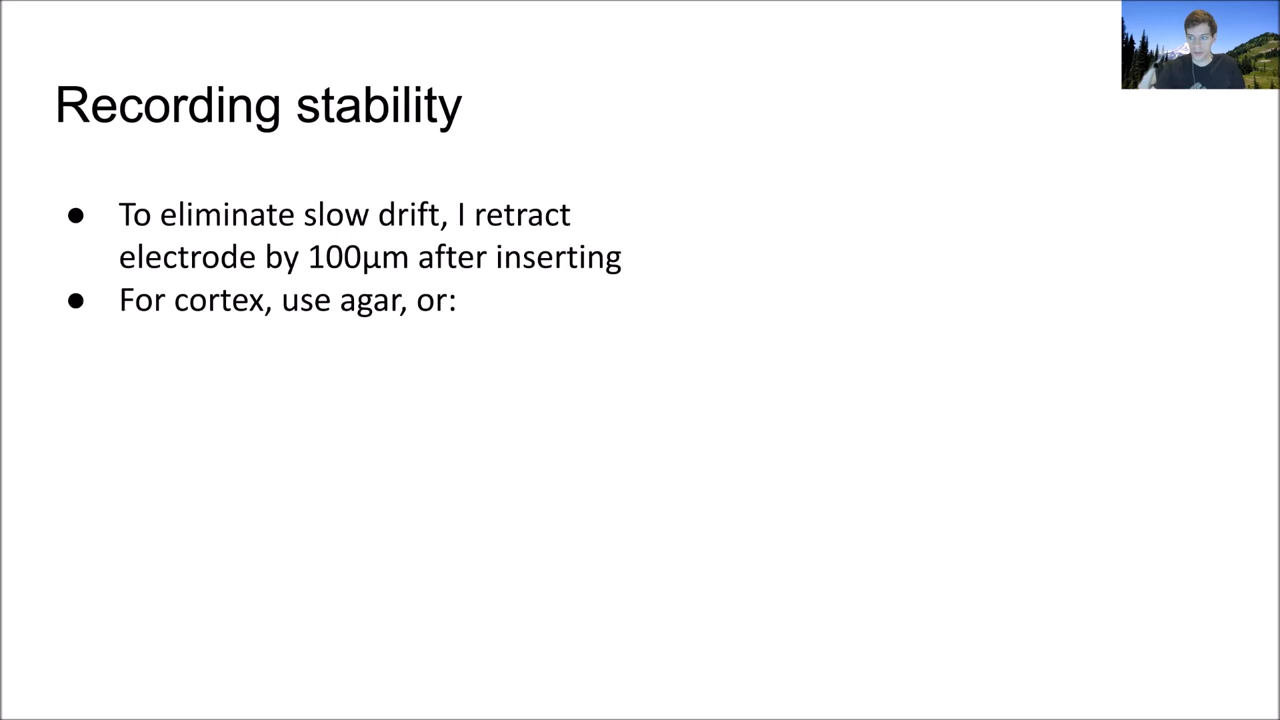 Recording stability
● To eliminate slow drift, I retract
electrode by 100µm after inserting
● For cortex, use agar, or: